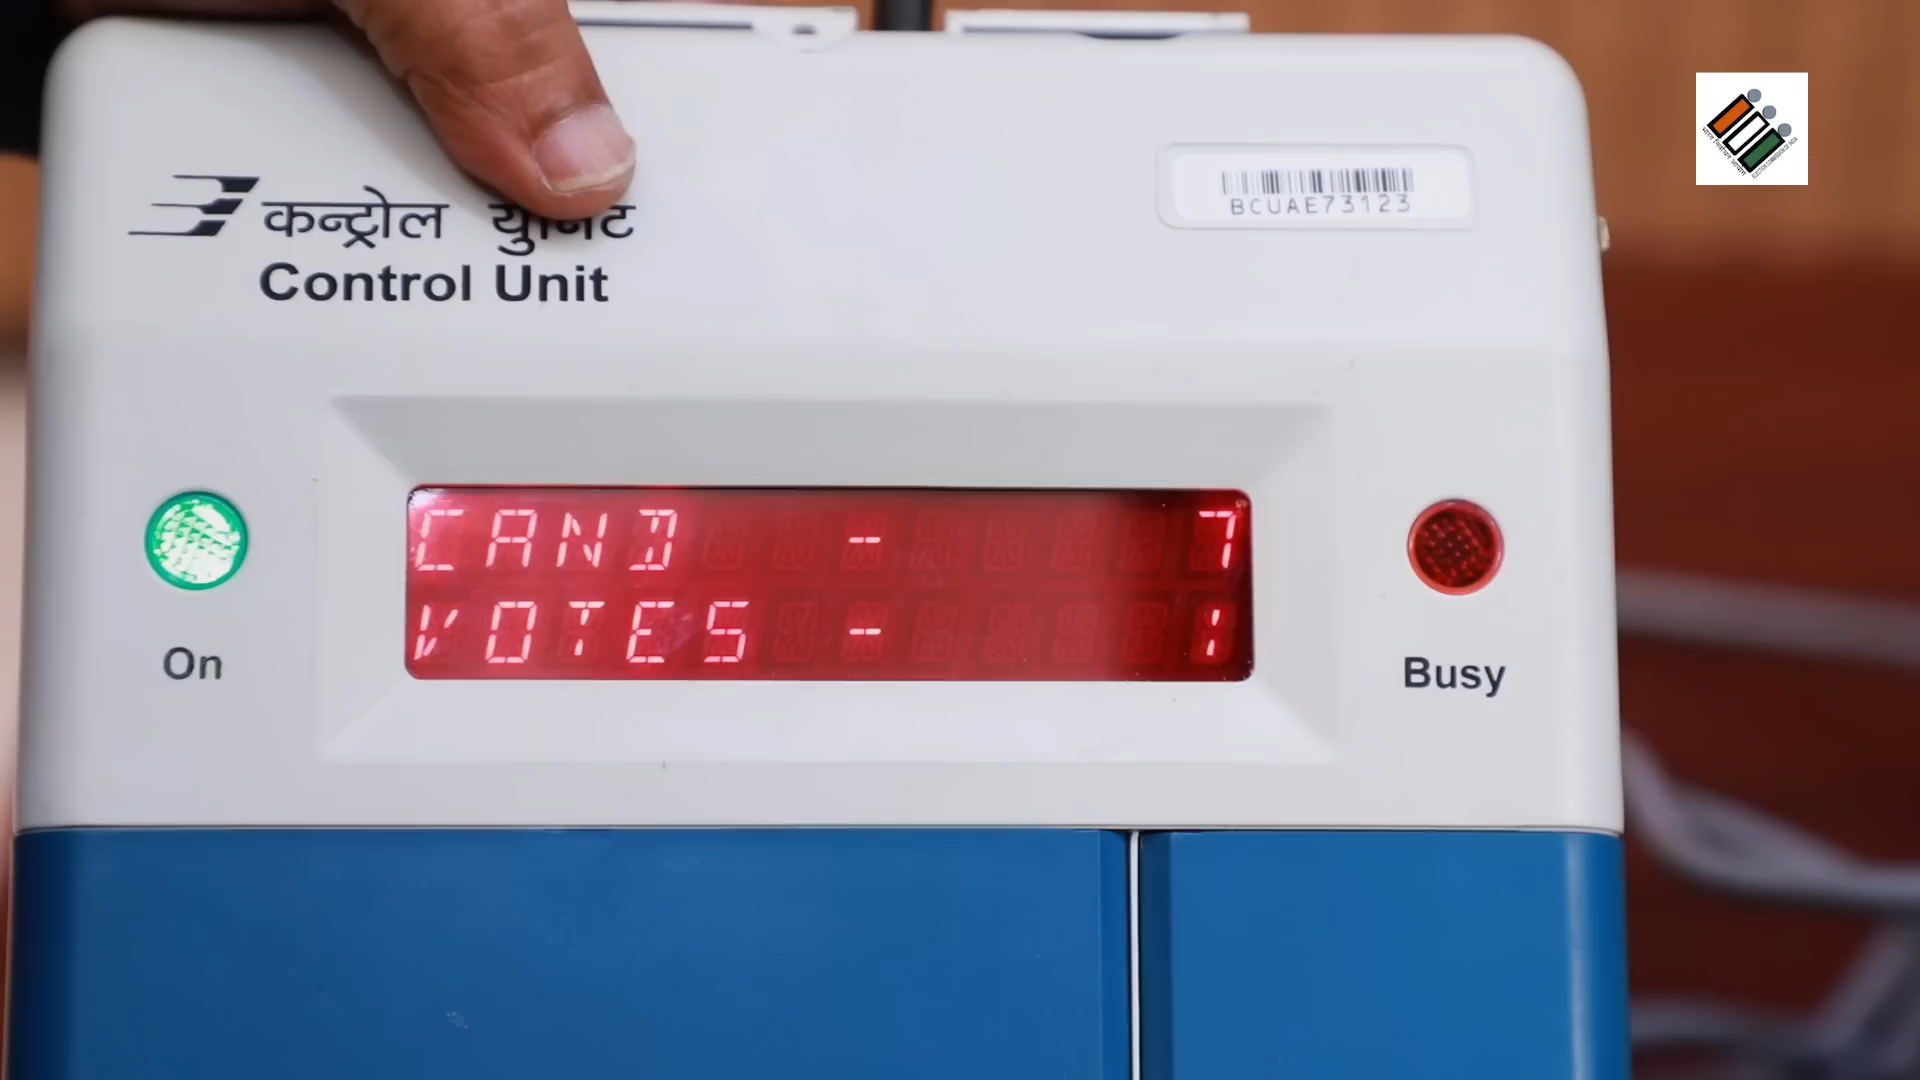 कन्ट्रोल युनिट
Control Unit
BCUAE73123
CAND - 7
VOTES - 1
On
Busy